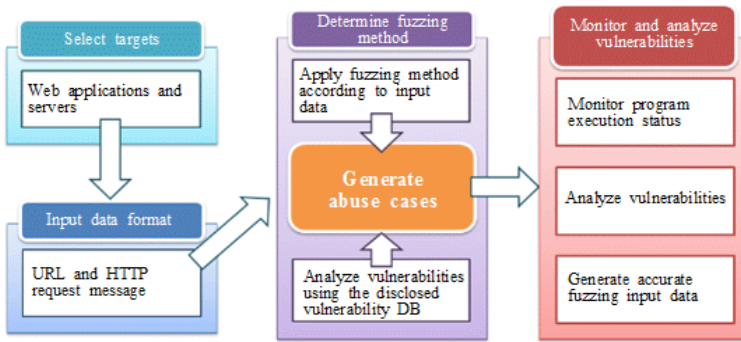 Select targets
Web applications and
servers
Input data format
URL and HTTP
request message
Determine fuzzing
method
Apply fuzzing method
according to input
data
Generate
abuse cases
Analyze vulnerabilities
using the disclosed
vulnerability DB
Monitor and analyze
vulnerabilities
Monitor program
execution status
Analyze vulnerabilities
Generate accurate
fuzzing input data